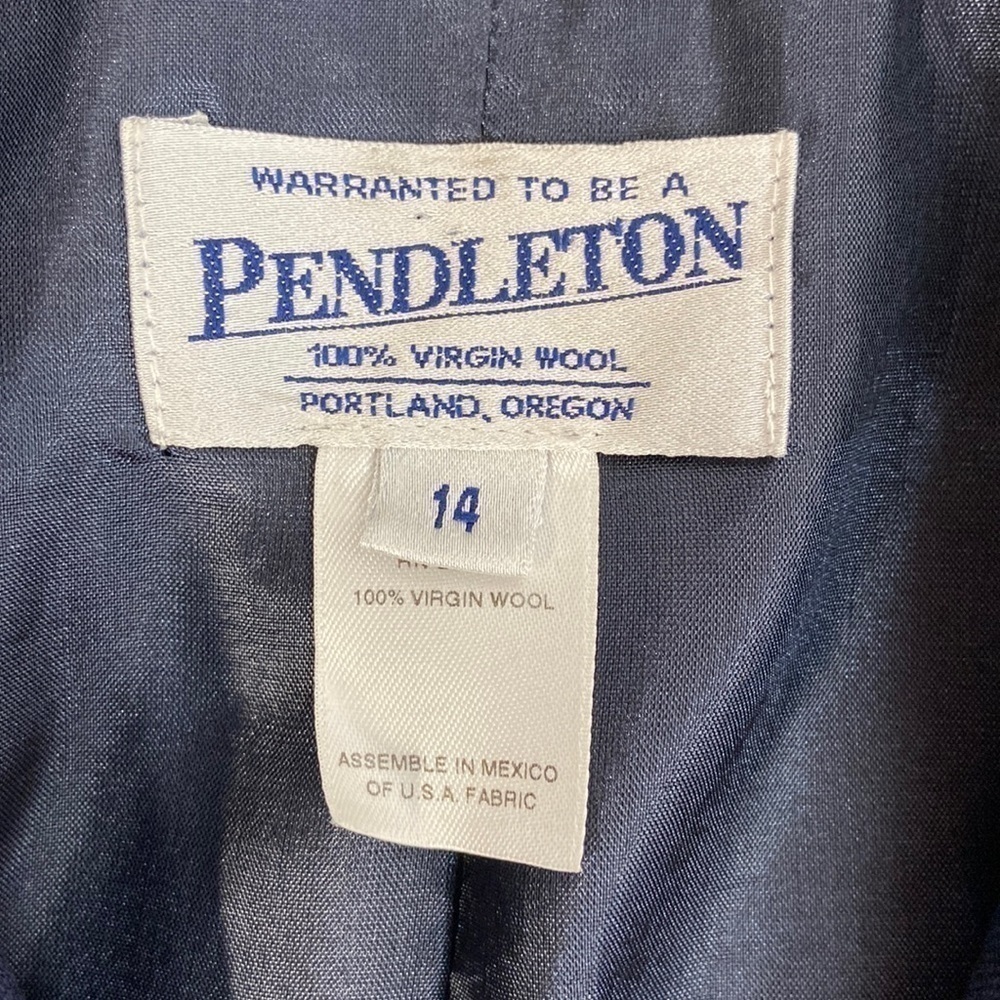 WARRANTED TO BE A
PENDLETON
100% VIRGIN WOOL
PORTLAND, OREGON
14
100% VIRGIN WOOL
ASSEMBLE IN MEXICO
OF U.S.A. FABRIC